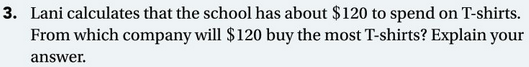 3. Lani calculates that the school has about $120 to spend on T-shirts.
From which company will $120 buy the most T-shirts? Explain your
answer.